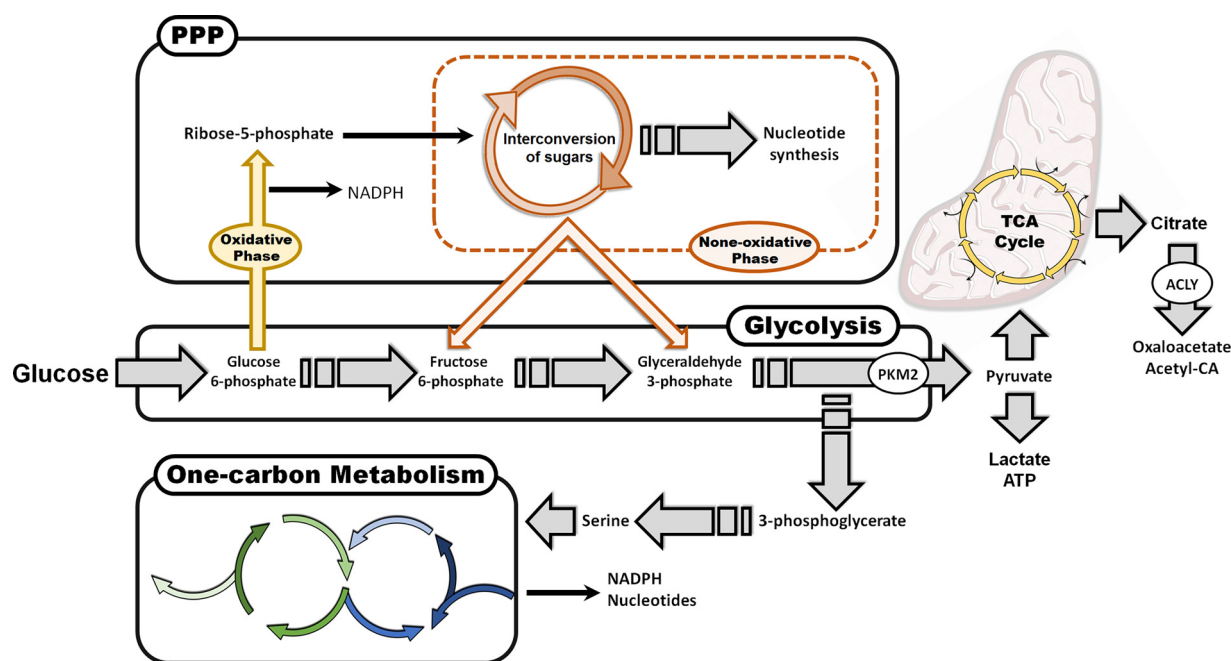 PPP
Ribose-5-phosphate
NADPH
Oxidative
Phase
Interconversion
of sugars
Nucleotide
synthesis
None-oxidative
Phase
TCA
Cycle
Citrate
ACLY
Oxaloacetate
Acetyl-CA
Glycolysis
Glucose
Glucose
6-phosphate
Fructose
6-phosphate
Glyceraldehyde
3-phosphate
PKM2
Pyruvate
Lactate
ATP
One-carbon Metabolism
Serine
3-phosphoglycerate
NADPH
Nucleotides